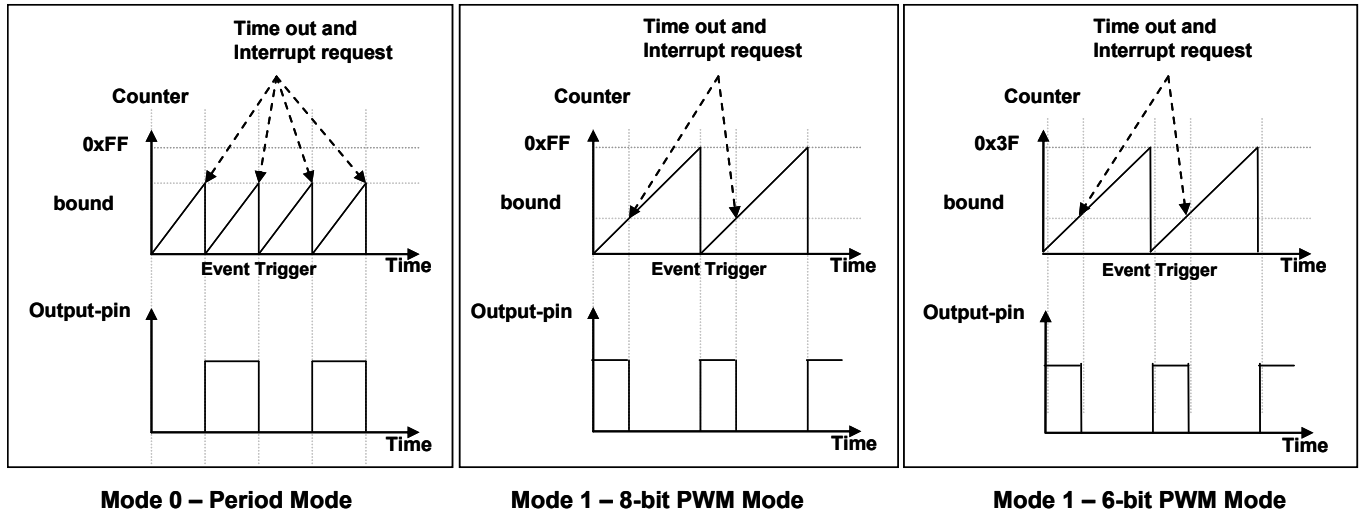 Time out and
Interrupt request
Counter
0xFF
bound
Event Trigger
Time
Output-pin
Time
Mode 0 – Period Mode
Time out and
Interrupt request
Counter
0xFF
bound
Event Trigger
Time
Output-pin
Time
Mode 1 – 8-bit PWM Mode
Time out and
Interrupt request
Counter
0x3F
bound
Event Trigger
Time
Output-pin
Time
Mode 1 – 6-bit PWM Mode